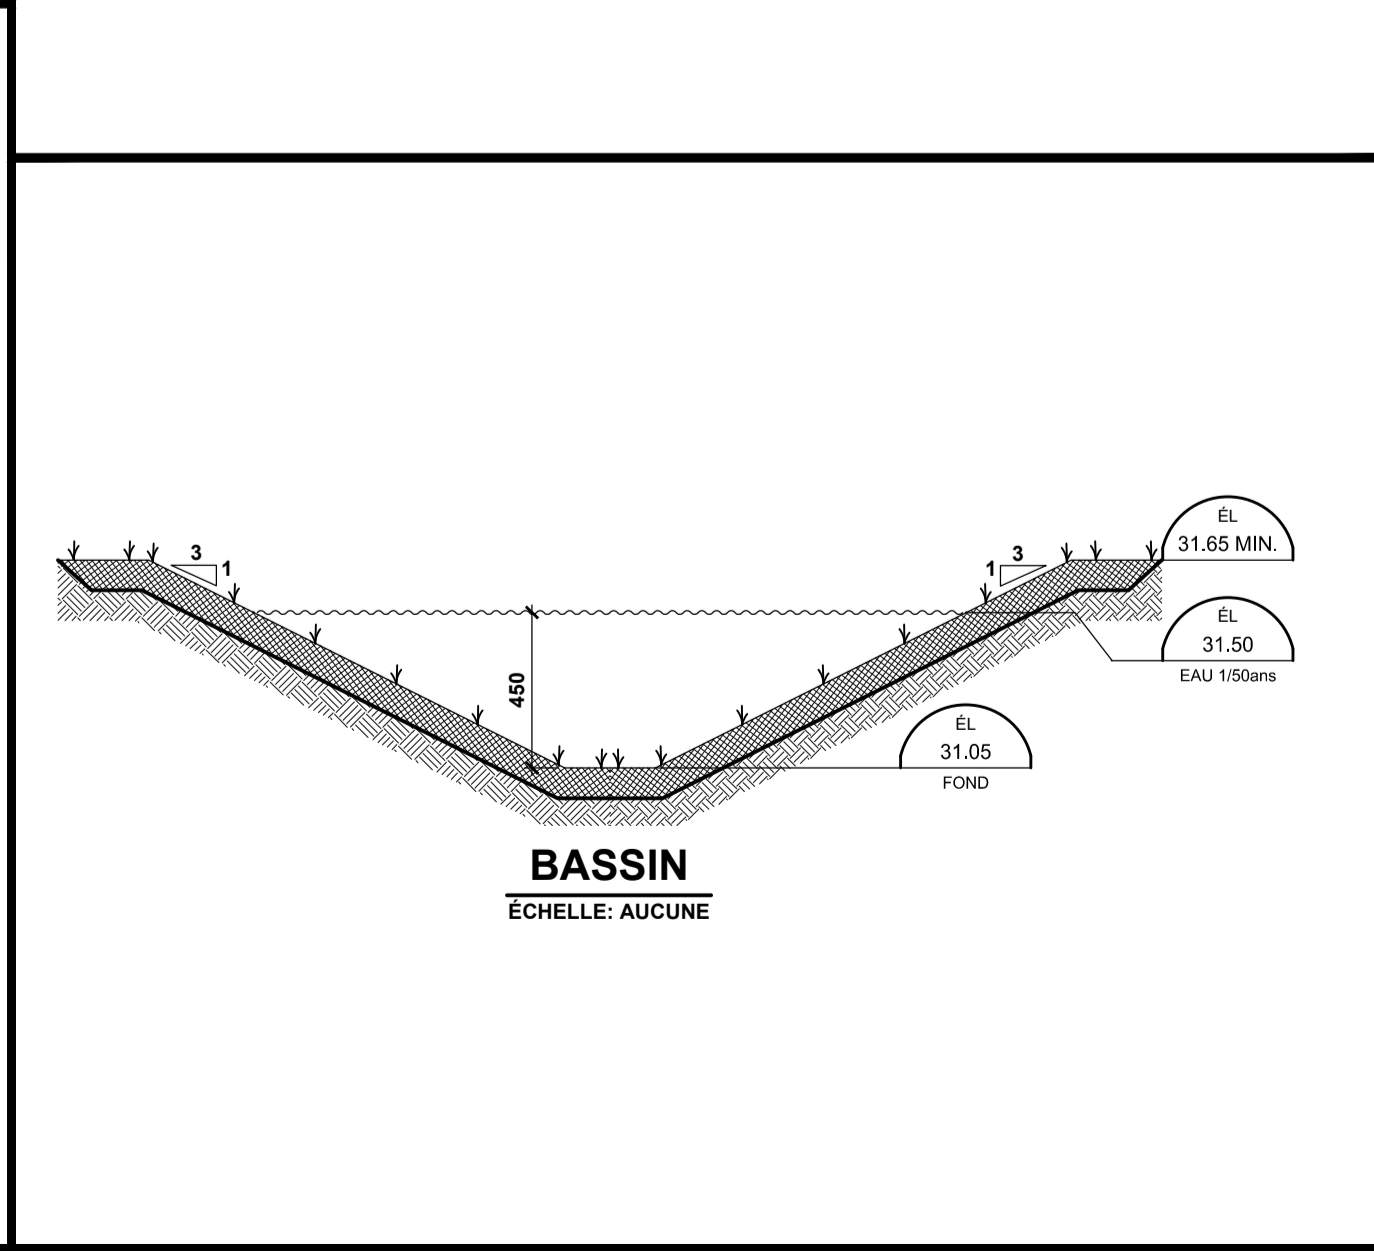 3
1
3
1
ÉL
31.65 MIN.
ÉL
31.50
EAU 1/50ans
450
ÉL
31.05
FOND
BASSIN
ÉCHELLE: AUCUNE